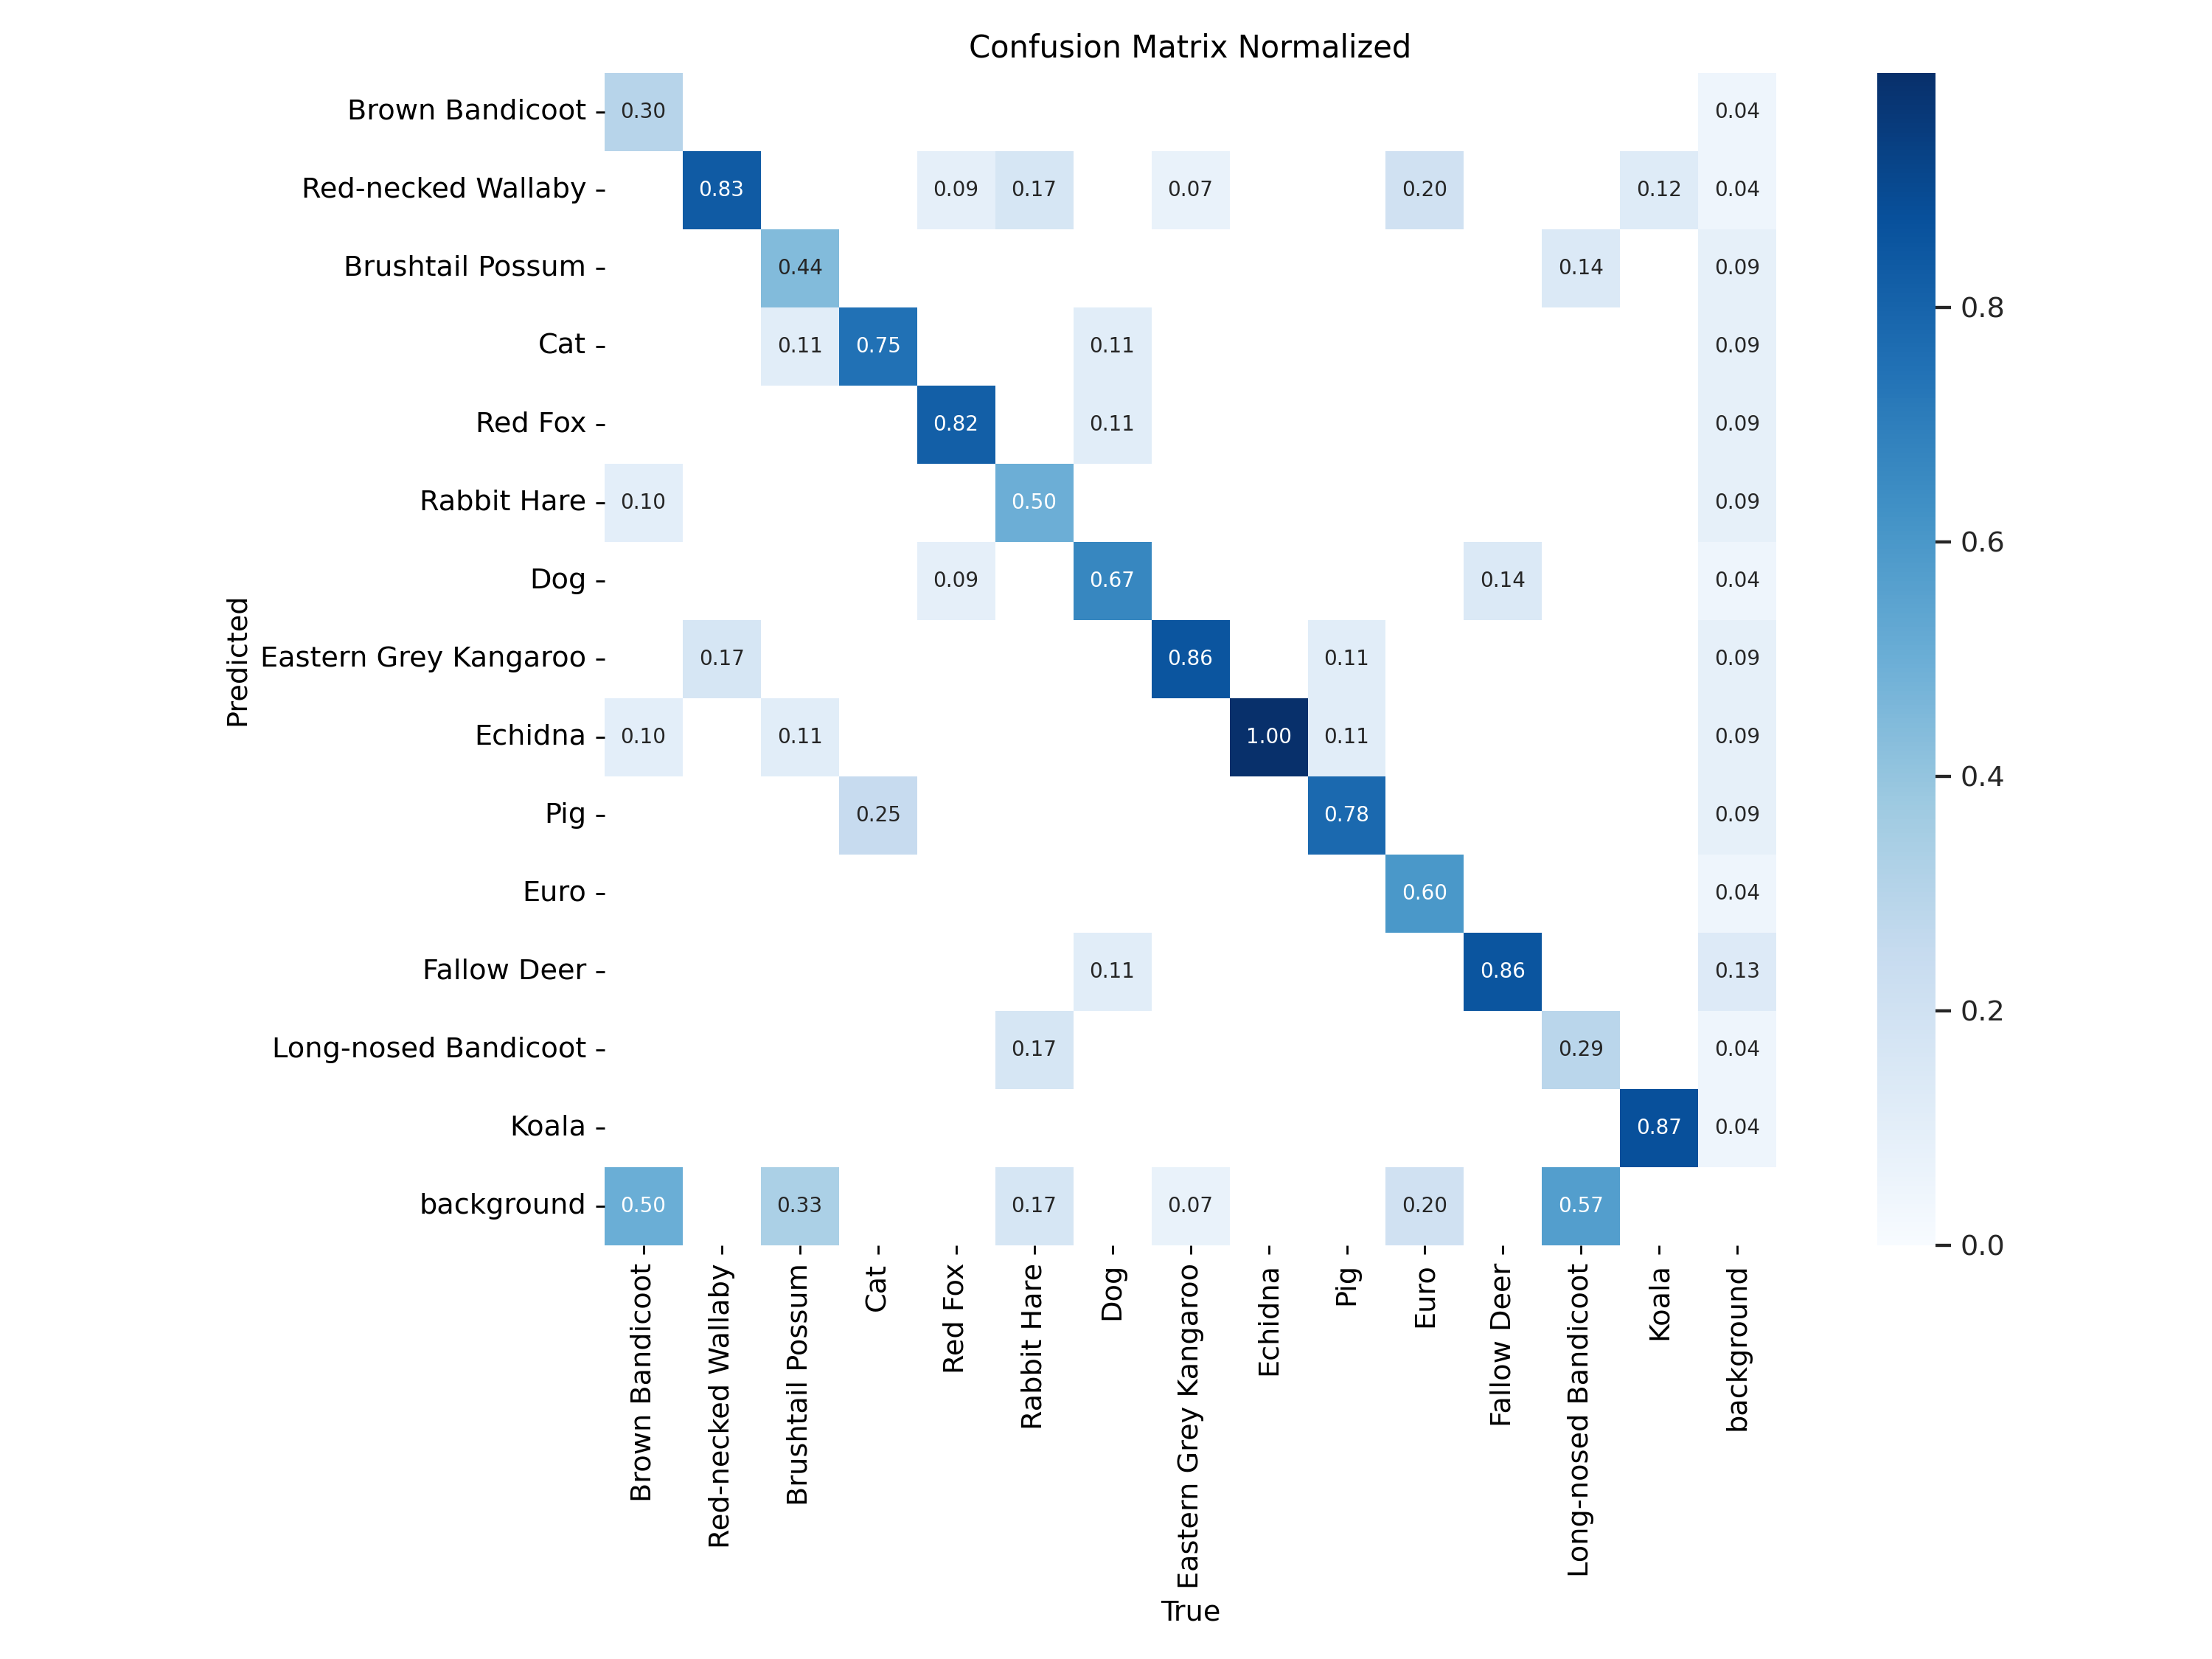 Confusion Matrix Normalized
Brown Bandicoot 0.30 0.04
Red-necked Wallaby 0.83 0.09 0.17 0.07 0.20 0.12 0.04
Brushtail Possum 0.44 0.14 0.09
0.8
Cat 0.11 0.75 0.11 0.09
Red Fox 0.82 0.11 0.09
Rabbit Hare 0.10 0.50 0.09
0.6
Dog 0.09 0.67 0.14 0.04
Predicted
Eastern Grey Kangaroo 0.17 0.86 0.11 0.09
Echidna 0.10 0.11 1.00 0.11 0.09
0.4
Pig 0.25 0.78 0.09
Euro 0.60 0.04
Fallow Deer 0.11 0.86 0.13
0.2
Long-nosed Bandicoot 0.17 0.29 0.04
Koala 0.87 0.04
background 0.50 0.33 0.17 0.07 0.20 0.57
0.0
Brown Bandicoot
Red-necked Wallaby
Brushtail Possum
Cat
Red Fox
Rabbit Hare
Dog
Eastern Grey Kangaroo
Echidna
Pig
Euro
Fallow Deer
Long-nosed Bandicoot
Koala
background
True